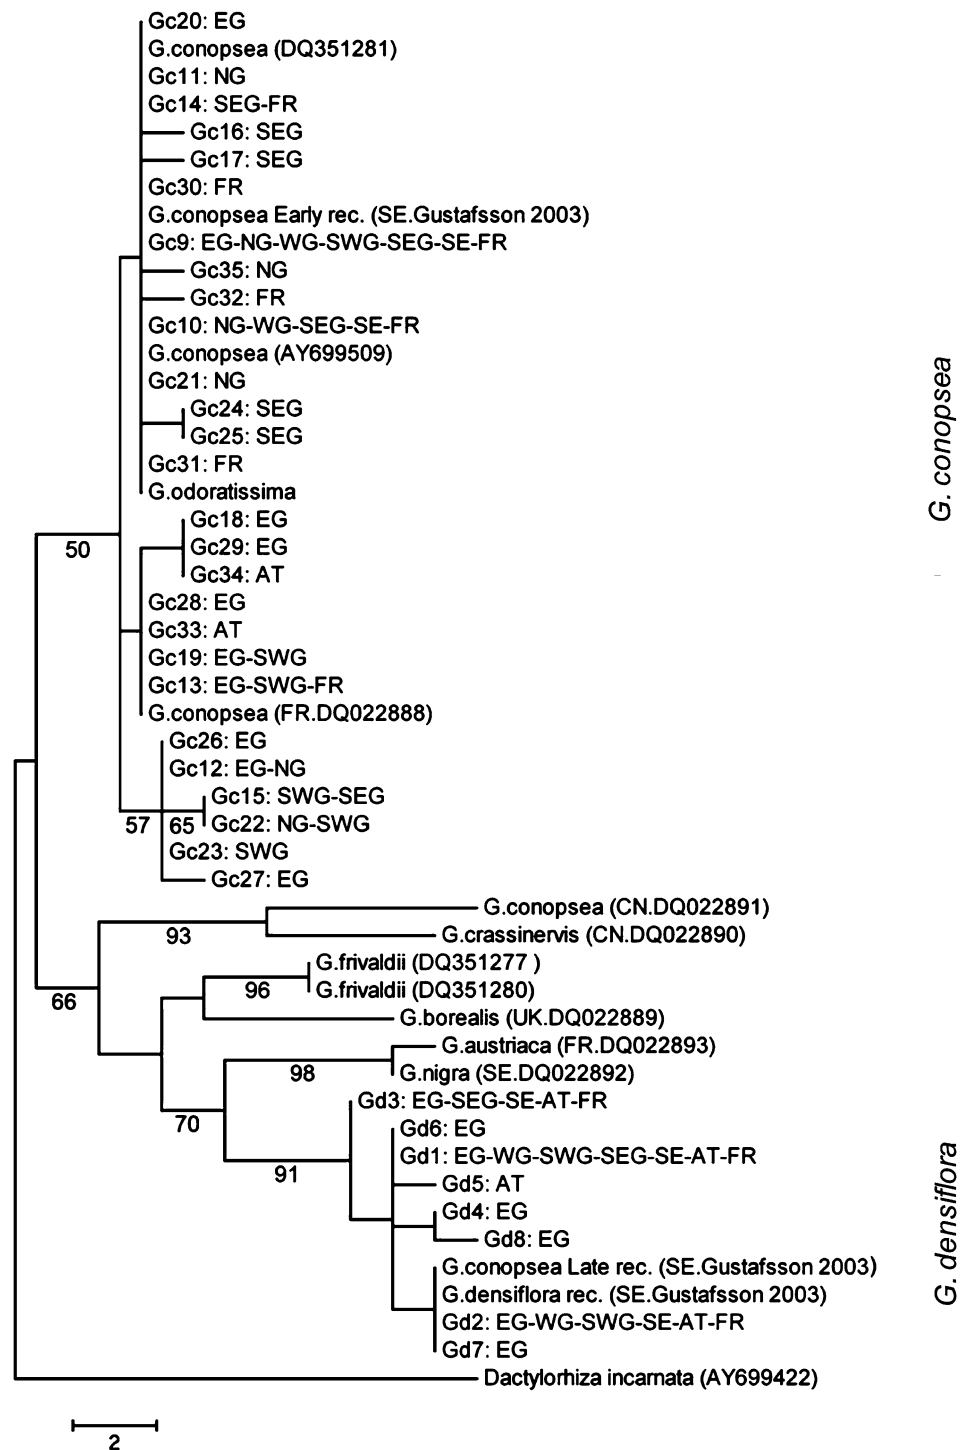 Gc20: EG
G.conopsea (DQ351281)
Gc11: NG
Gc14: SEG-FR
Gc16: SEG
Gc17: SEG
Gc30: FR
G.conopsea Early rec. (SE.Gustafsson 2003)
Gc9: EG-NG-WG-SWG-SEG-SE-FR
Gc35: NG
Gc32: FR
Gc10: NG-WG-SEG-SE-FR
G.conopsea (AY699509)
Gc21: NG
Gc24: SEG
Gc25: SEG
Gc31: FR
G.odoratissima
Gc18: EG
Gc29: EG
Gc34: AT
Gc28: EG
Gc33: AT
Gc19: EG-SWG
Gc13: EG-SWG-FR
G.conopsea (FR.DQ022888)
Gc26: EG
Gc12: EG-NG
Gc15: SWG-SEG
Gc22: NG-SWG
Gc23: SWG
Gc27: EG
G.conopsea (CN.DQ022891)
G.crassinervis (CN.DQ022890)
G.frivaldii (DQ351277 )
G.frivaldii (DQ351280)
G.borealis (UK.DQ022889)
G.austriaca (FR.DQ022893)
G.nigra (SE.DQ022892)
Gd3: EG-SEG-SE-AT-FR
Gd6: EG
Gd1: EG-WG-SWG-SEG-SE-AT-FR
Gd5: AT
Gd4: EG
Gd8: EG
G.conopsea Late rec. (SE.Gustafsson 2003)
G.densiflora rec. (SE.Gustafsson 2003)
Gd2: EG-WG-SWG-SE-AT-FR
Gd7: EG
Dactylorhiza incarnata (AY699422)
50
57
65
93
66
96
98
70
91
2
G. conopsea
G. densiflora